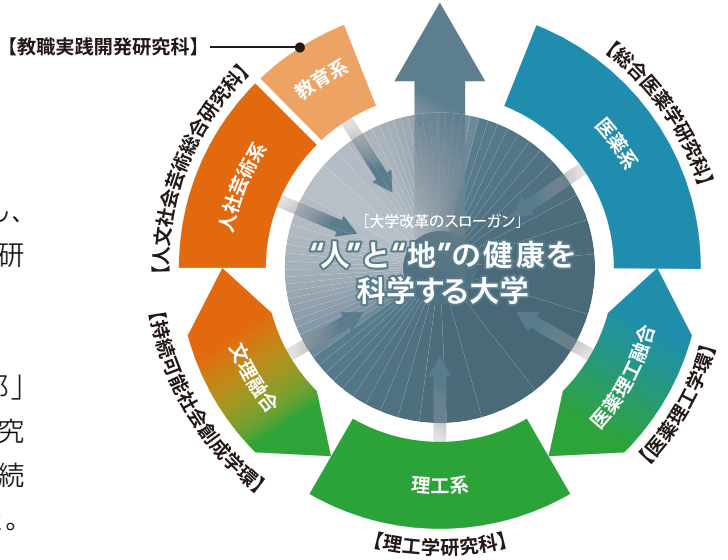 【教職実践開発研究科】
教育系
【総合医薬学研究科】
医薬系
【人文社会芸術総合研究科】
人社芸術系
、
研
「大学改革のスローガン」
“人”と“地”の健康を
科学する大学
【持続可能社会創成学環】
文理融合
医薬理工融合
【医薬理工学環】
」
究
続
。
理工系
【理工学研究科】